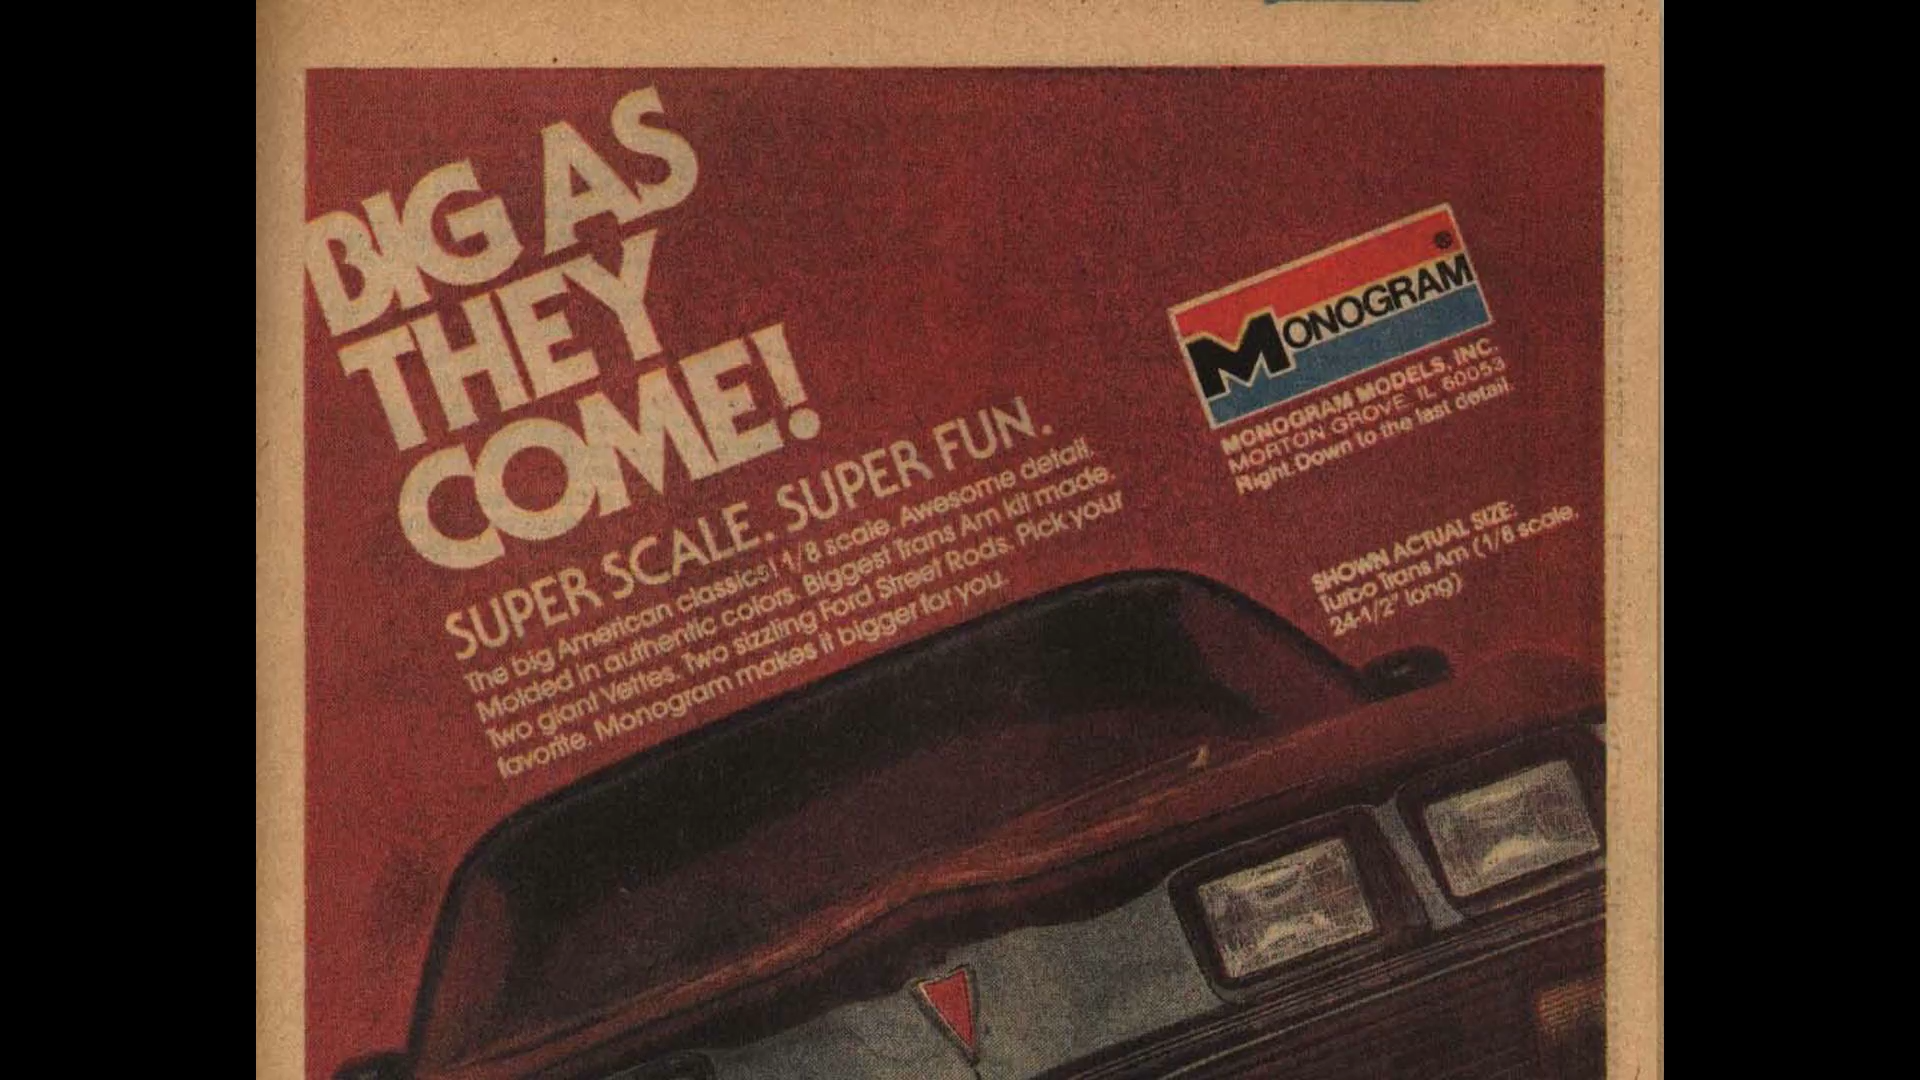 BIG AS
THEY
COME!
SUPER SCALE. SUPER FUN.
The big American classics! 1/8 scale. Awesome detail.
Molded in authentic colors. Biggest Trans Am kit made.
Two giant Vettes. Two sizzling Ford Street Rods. Pick your
favorite. Monogram makes it bigger for you.
MONOGRAM®
MONOGRAM MODELS, INC.
MORTON GROVE, IL 60053
Right. Down to the last detail.
SHOWN ACTUAL SIZE:
Turbo Trans Am (1/8 scale,
24-1/2" long)